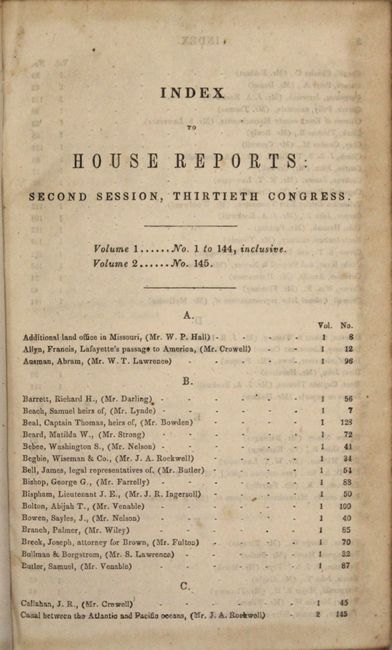 INDEX
TO
HOUSE REPORTS:
SECOND SESSION, THIRTIETH CONGRESS.
Volume 1......No. 1 to 144, inclusive.
Volume 2......No. 145.
A.
Vol. No.
Additional land office in Missouri, (Mr. W. P. Hall) - - - 1 8
Allyn, Francis, Lafayette's passage to America, (Mr. Crowell) - - 1 12
Ausman, Abram, (Mr. W. T. Lawrence) - - - - 1 96
B.
Barrett, Richard H., (Mr. Darling) - - - - - 1 56
Beach, Samuel heirs of, (Mr. Lynde) - - - - - 1 7
Beal, Captain Thomas, heirs of, (Mr. Bowden) - - - - 1 128
Beard, Matilda W., (Mr. Strong) - - - - - 1 72
Bebee, Washington S., (Mr. Nelson) - - - - - 1 41
Begbie, Wiseman & Co., (Mr. J. A. Rockwell) - - - - 1 24
Bell, James, legal representatives of, (Mr. Butler) - - - - 1 54
Bishop, George G., (Mr. Farrelly) - - - - - 1 88
Bispham, Lieutenant J. E., (Mr. J. R. Ingersoll) - - - - 1 50
Bolton, Abijah T., (Mr. Venable) - - - - - 1 100
Bowen, Sayles, J., (Mr. Nelson) - - - - - 1 40
Branch, Palmer, (Mr. Wiley) - - - - - 1 85
Breck, Joseph, attorney for Brown, (Mr. Fulton) - - - - 1 70
Bullman & Borgstrom, (Mr. S. Lawrence) - - - - 1 32
Butler, Samuel, (Mr. Venable) - - - - - 1 87
C.
Callahan, J. R., (Mr. Crowell) - - - - - 1 45
Canal between the Atlantic and Pacific oceans, (Mr. J. A. Rockwell) - - 2 145